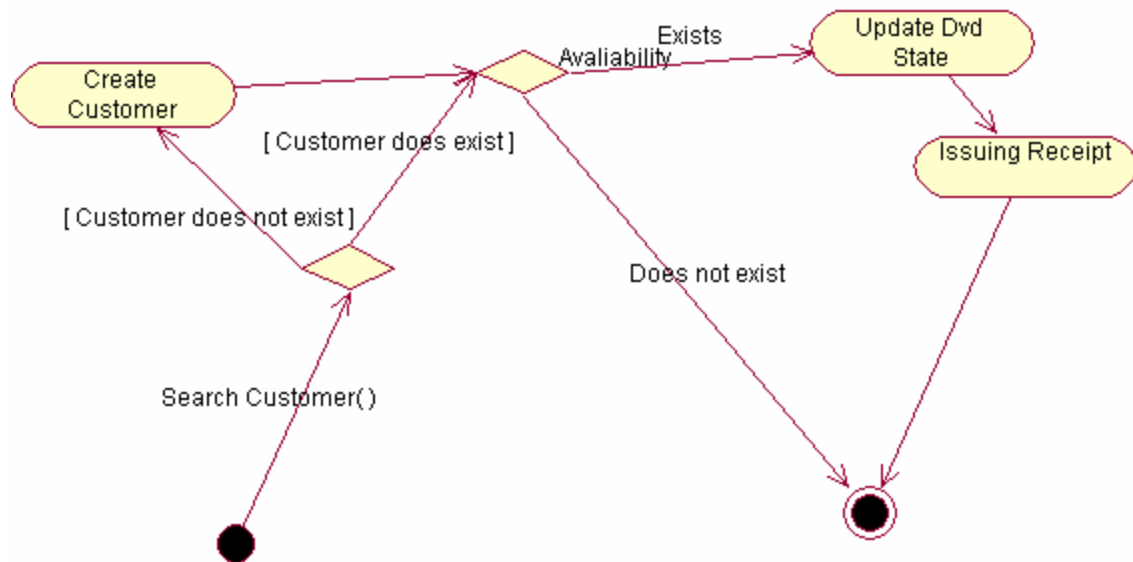 Exists
Update Dvd
State
Avaliability
Create
Customer
[ Customer does exist ]
Issuing Receipt
[ Customer does not exist ]
Does not exist
Search Customer( )